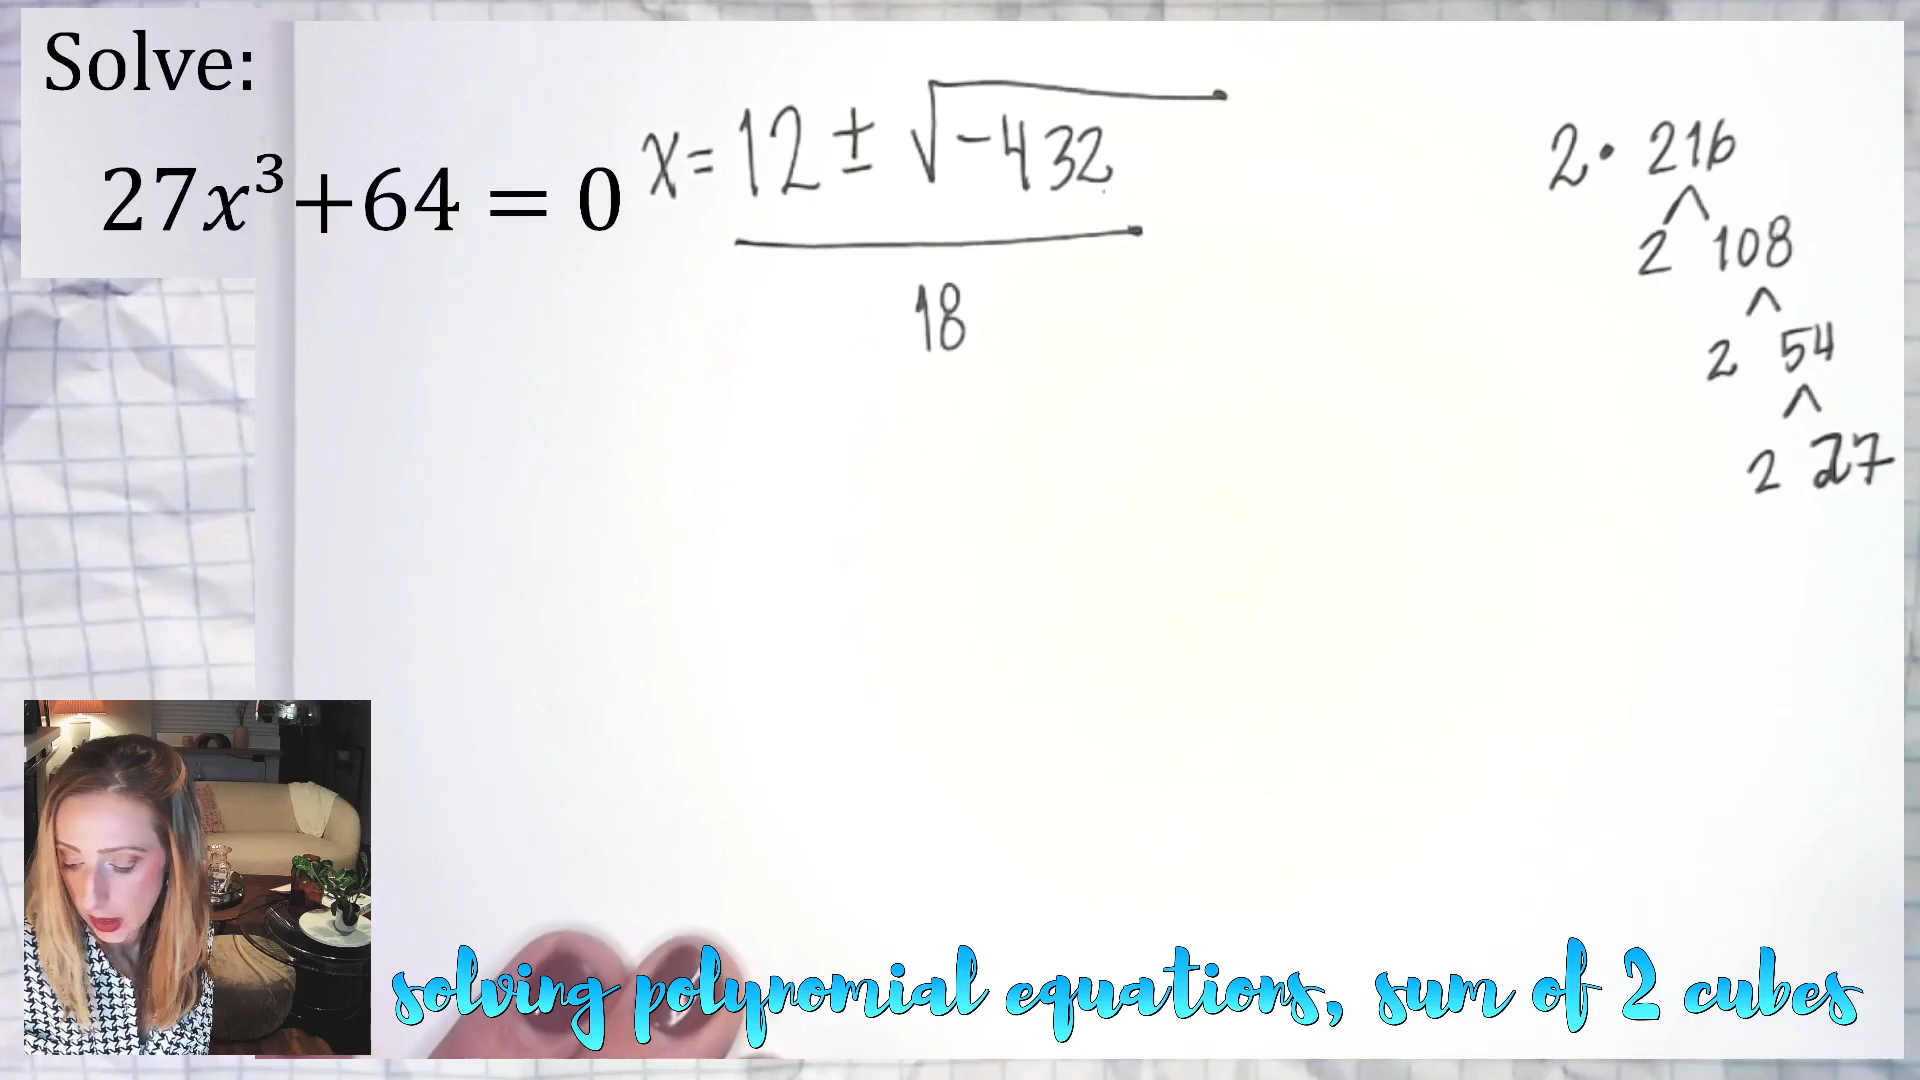 Solve:
27x³+64 = 0
x = 12 ± √-432
18
2 · 216
2 108
2 54
2 27
solving polynomial equations, sum of 2 cubes